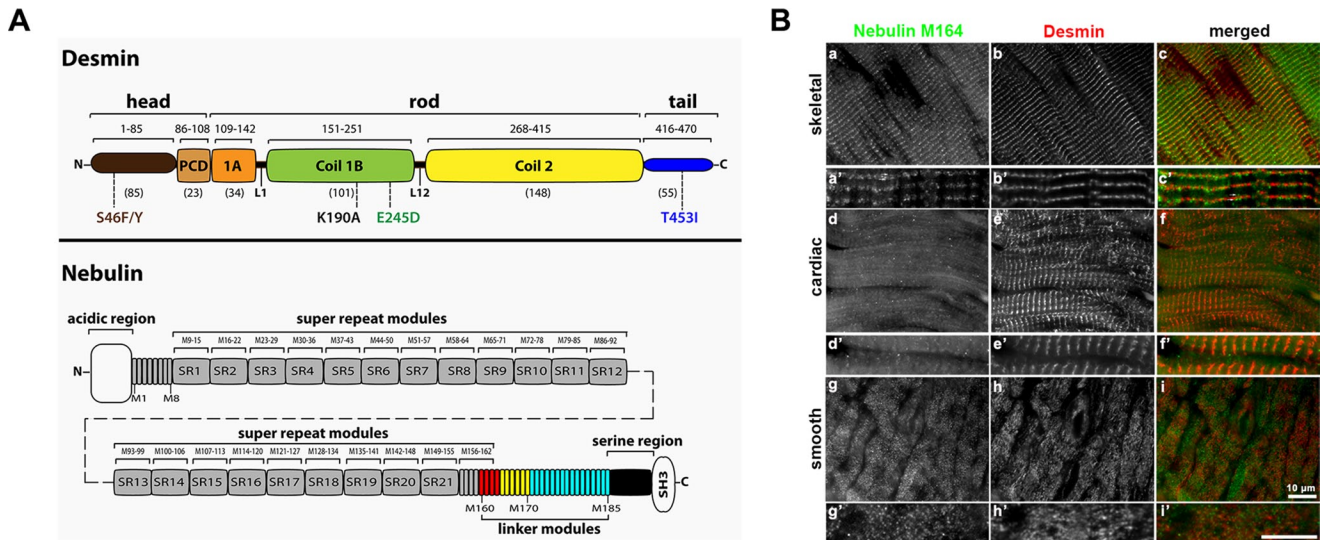 A
Desmin
head rod tail
1-85 86-108 109-142 151-251 268-415 416-470
N PCD 1A Coil 1B Coil 2 C
(85) (23) (34) L1 (101) L12 (148) (55)
S46F/Y K190A E245D T453I
Nebulin
acidic region super repeat modules
M9-15 M16-22 M23-29 M30-36 M37-43 M44-50 M51-57 M58-64 M65-71 M72-78 M79-85 M86-92
N SR1 SR2 SR3 SR4 SR5 SR6 SR7 SR8 SR9 SR10 SR11 SR12
M1 M8
super repeat modules serine region
M93-99 M100-106 M107-113 M114-120 M121-127 M128-134 M135-141 M142-148 M149-155 M156-162
SR13 SR14 SR15 SR16 SR17 SR18 SR19 SR20 SR21 SH3 C
M160 M170 M185
linker modules
B
Nebulin M164 Desmin merged
skeletal
a b c
a' b' c'
cardiac
d e f
d' e' f'
smooth
g h i
10 µm
g' h' i'